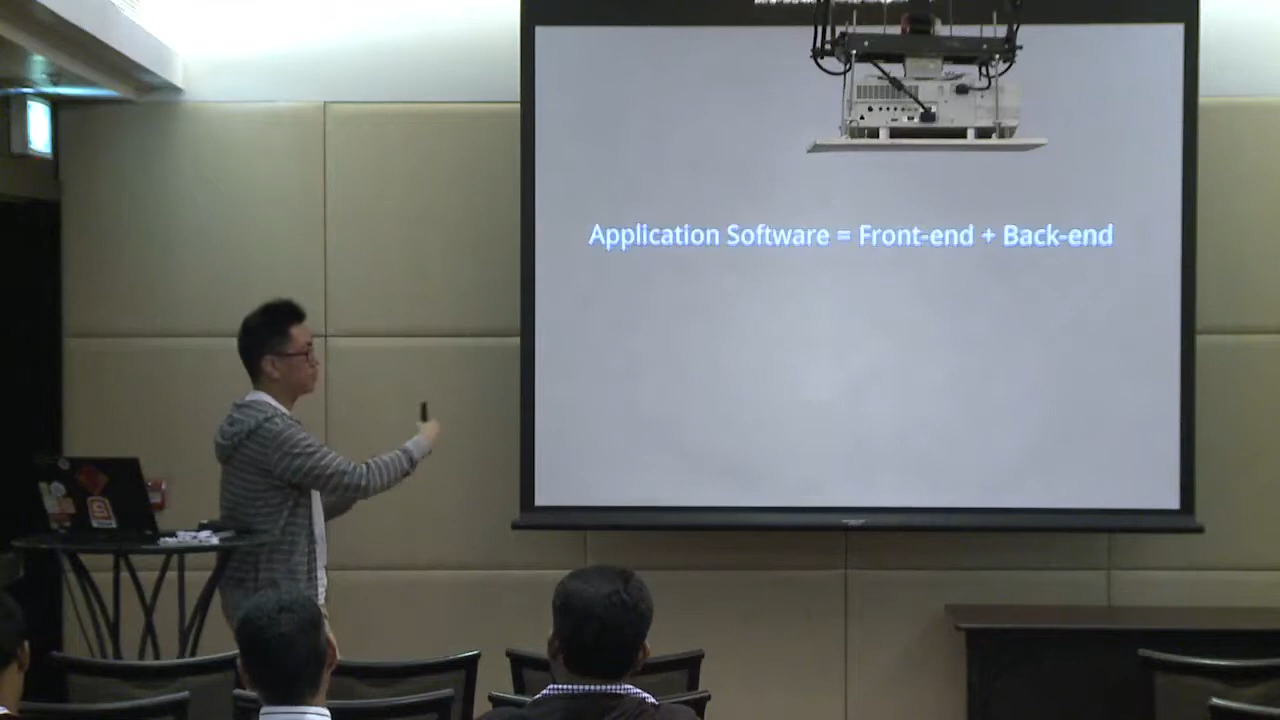 Application Software = Front-end + Back-end